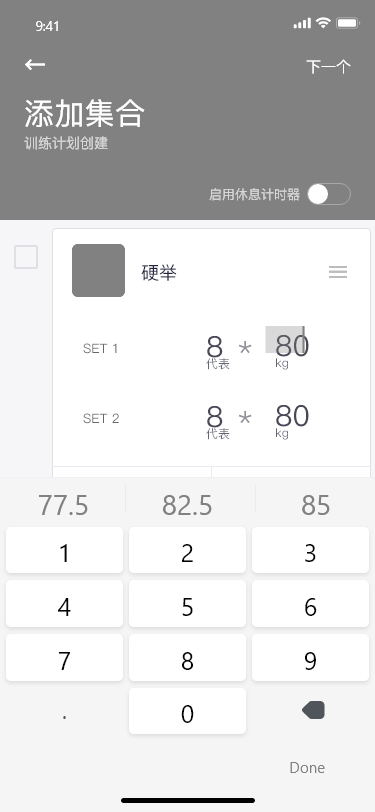 9:41
下一个
添加集合
训练计划创建
启用休息计时器
硬举
SET 1 8 * 80
代表 kg
SET 2 8 * 80
代表 kg
77.5 82.5 85
1 2 3
4 5 6
7 8 9
. 0
Done